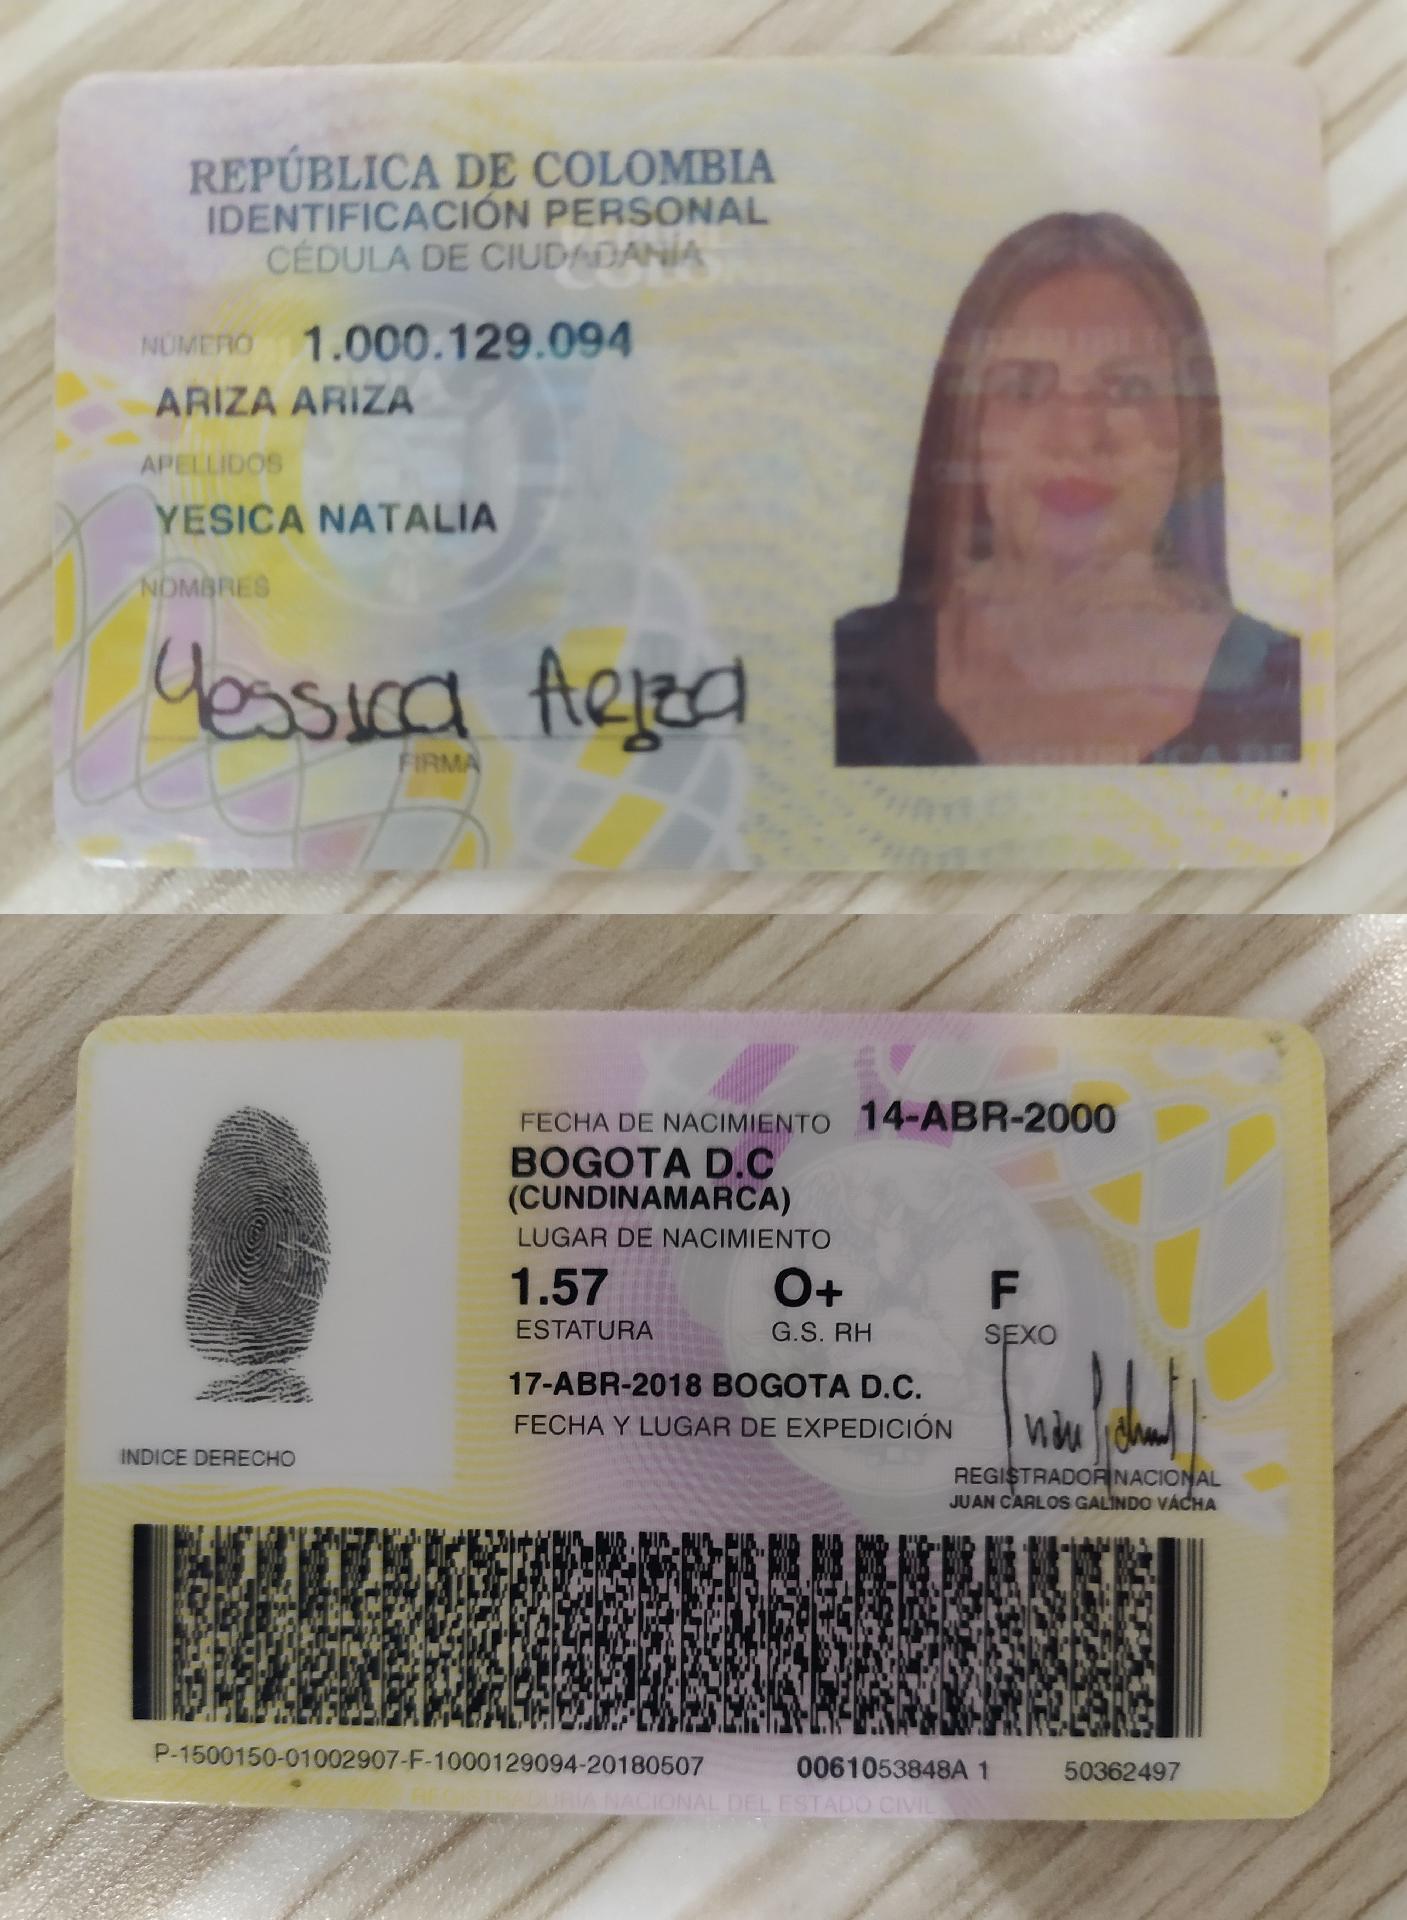 REPÚBLICA DE COLOMBIA
IDENTIFICACIÓN PERSONAL
CÉDULA DE CIUDADANÍA
NÚMERO 1.000.129.094
ARIZA ARIZA
APELLIDOS
YESICA NATALIA
NOMBRES
Yessica Ariza
FIRMA
FECHA DE NACIMIENTO 14-ABR-2000
BOGOTA D.C
(CUNDINAMARCA)
LUGAR DE NACIMIENTO
1.57 O+ F
ESTATURA G.S. RH SEXO
17-ABR-2018 BOGOTA D.C.
FECHA Y LUGAR DE EXPEDICIÓN
INDICE DERECHO
REGISTRADOR NACIONAL
JUAN CARLOS GALINDO VÁCHA
P-1500150-01002907-F-1000129094-20180507 0061053848A 1 50362497
REGISTRADURIA NACIONAL DEL ESTADO CIVIL